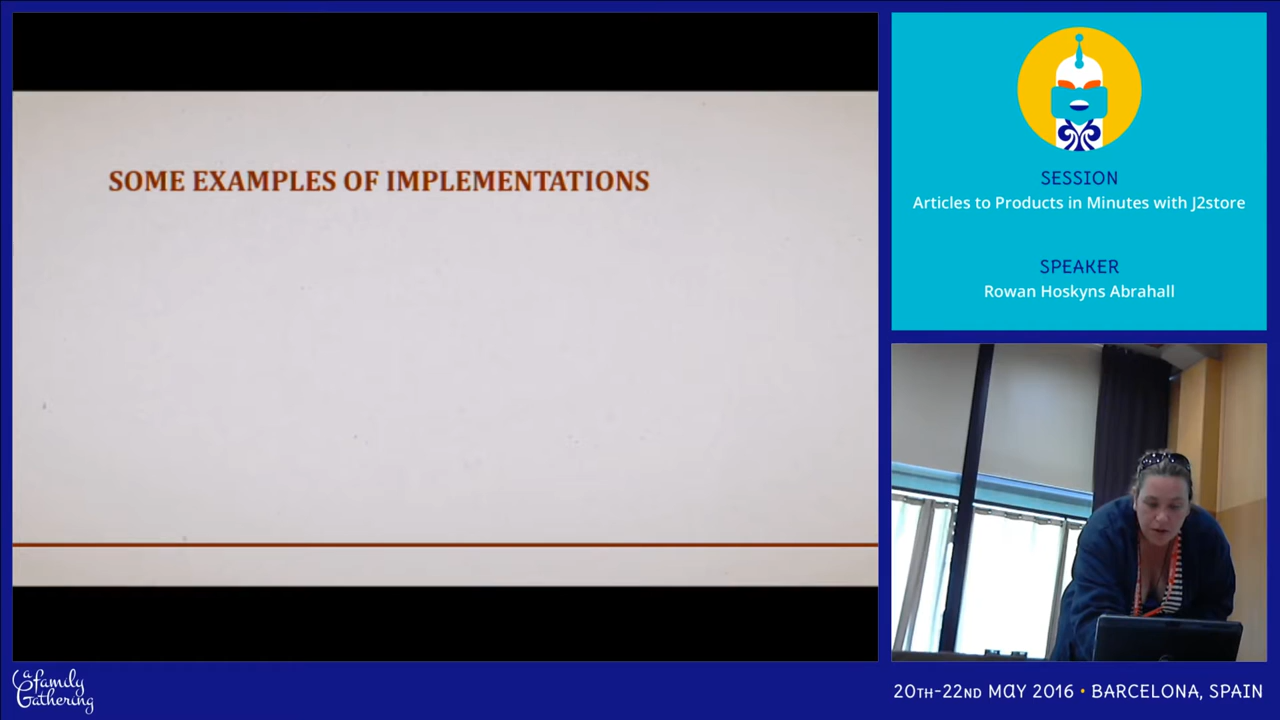 SOME EXAMPLES OF IMPLEMENTATIONS
SESSION
Articles to Products in Minutes with J2store
SPEAKER
Rowan Hoskyns Abrahall
a family
Gathering
20TH-22ND MAY 2016 • BARCELONA, SPAIN